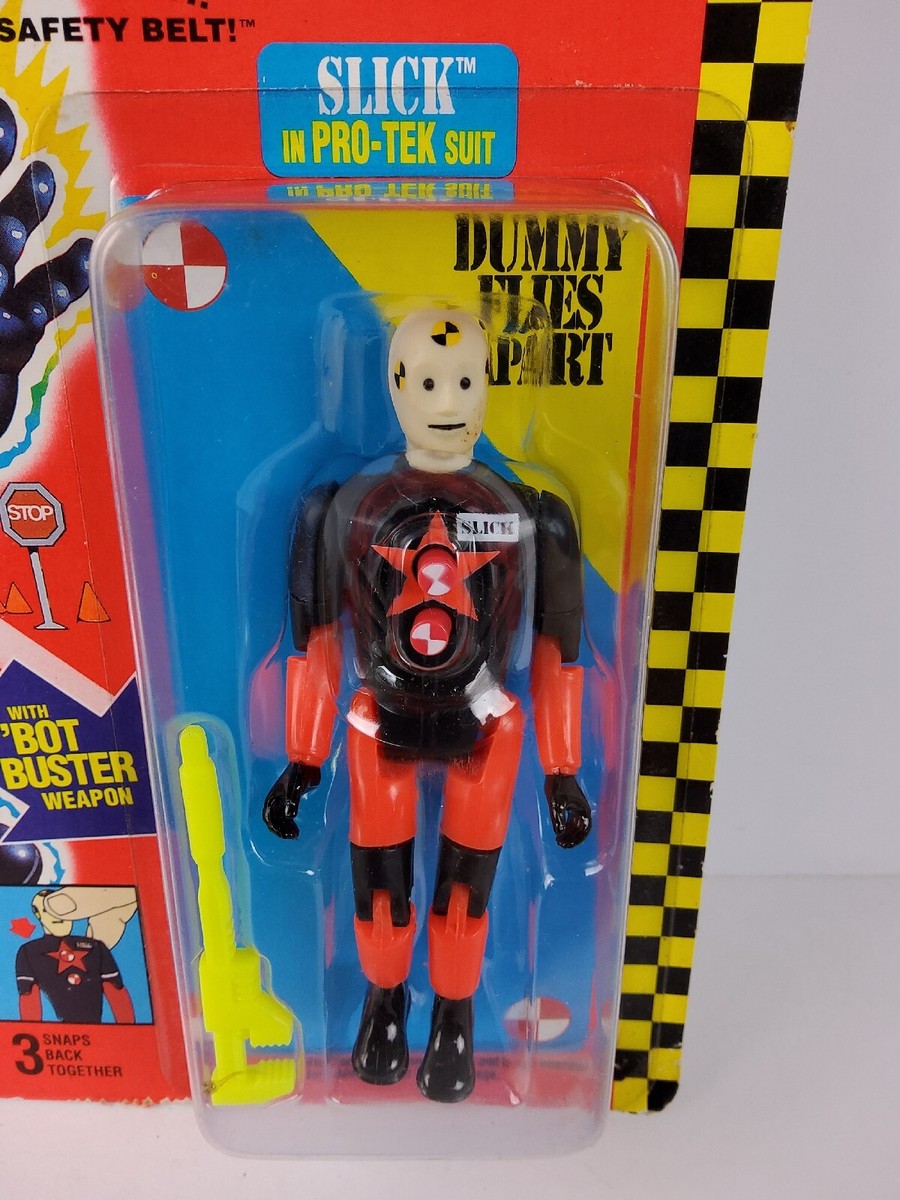 SAFETY BELT!™
SLICK™
IN PRO-TEK SUIT
DUMMY
FLIES
APART
STOP
SLICK
WITH
'BOT
BUSTER
WEAPON
3 SNAPS
BACK
TOGETHER